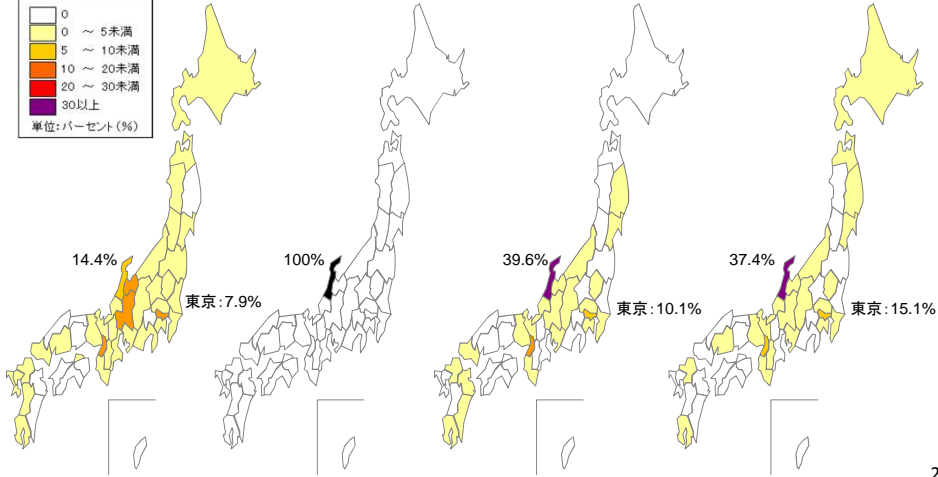 0
0 ～ 5未満
5 ～ 10未満
10 ～ 20未満
20 ～ 30未満
30以上
単位:パーセント(%)
14.4%
東京:7.9%
100%
39.6%
東京:10.1%
37.4%
東京:15.1%
2